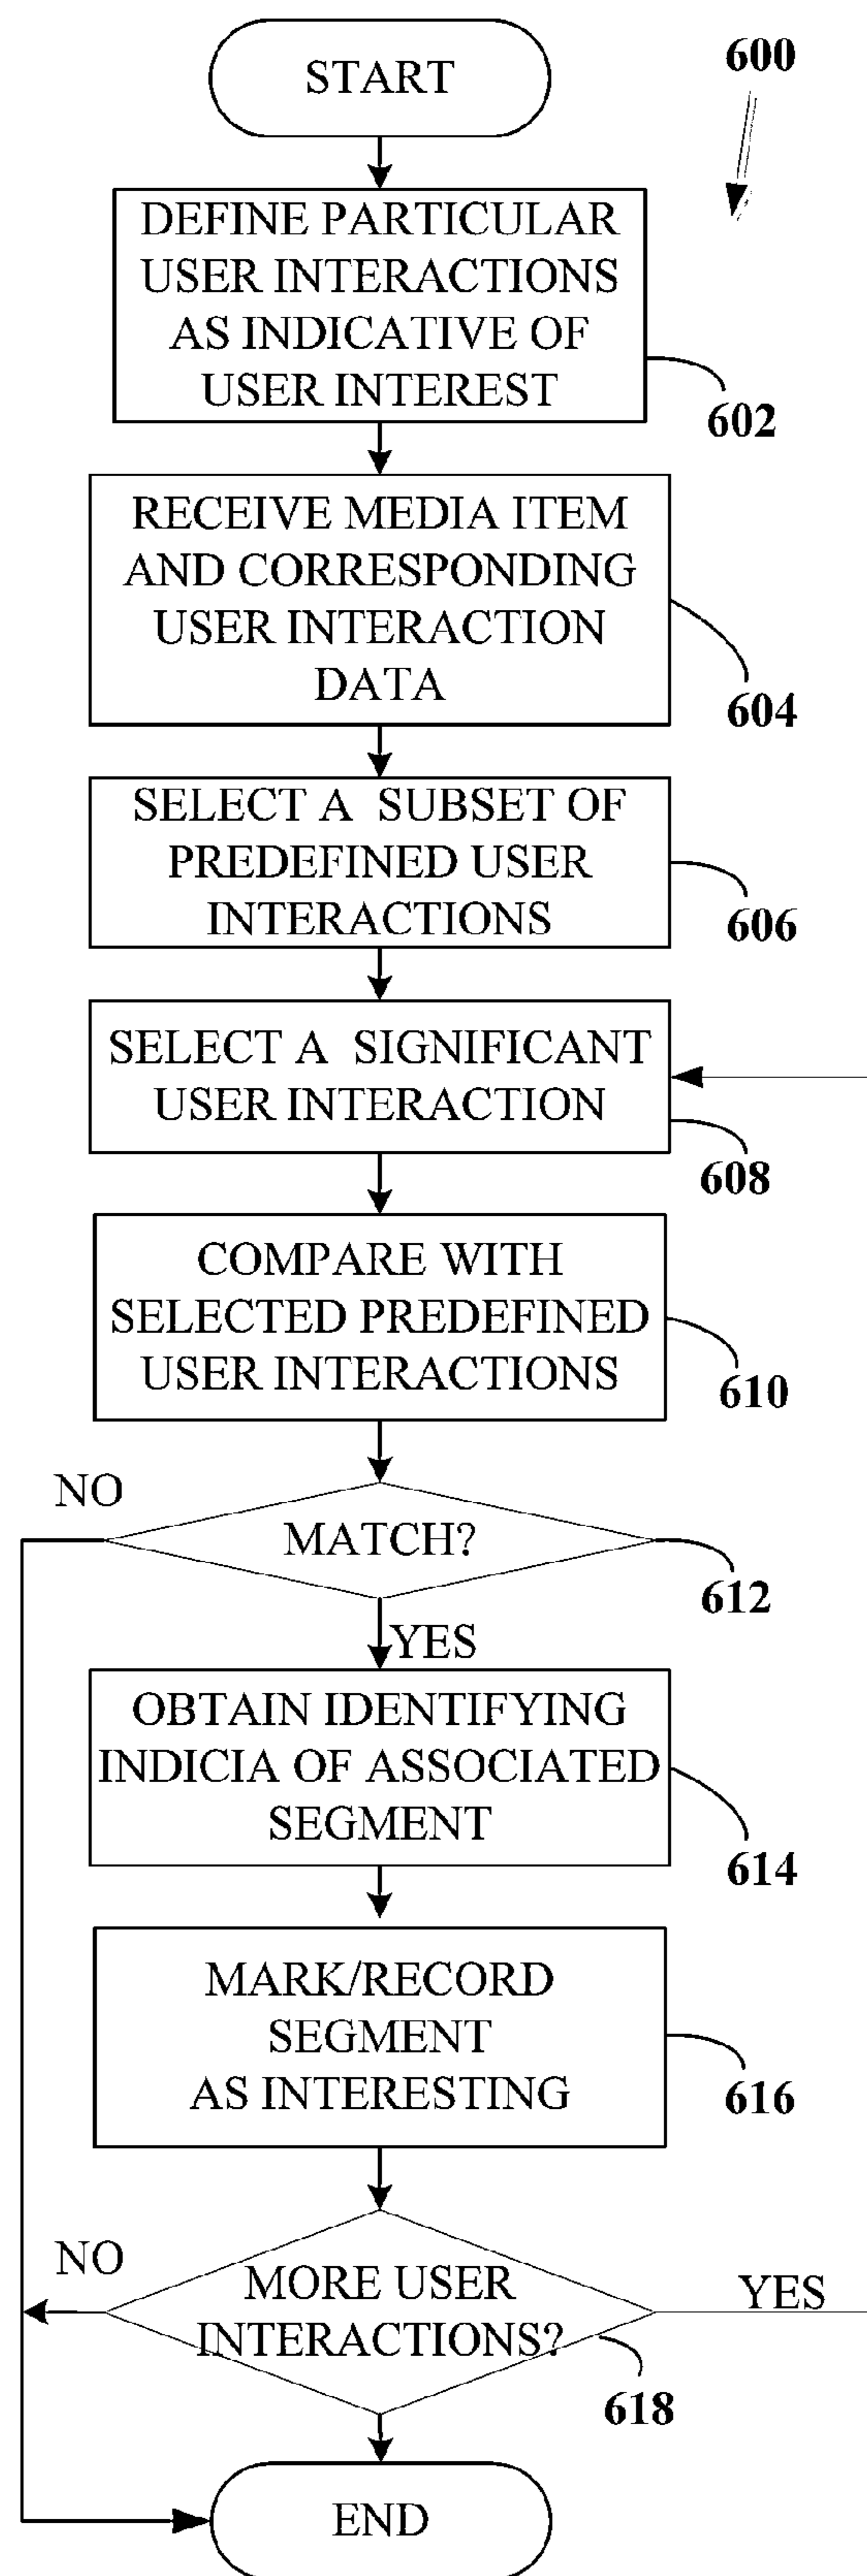 START
600
DEFINE PARTICULAR
USER INTERACTIONS
AS INDICATIVE OF
USER INTEREST
602
RECEIVE MEDIA ITEM
AND CORRESPONDING
USER INTERACTION
DATA
604
SELECT A SUBSET OF
PREDEFINED USER
INTERACTIONS
606
SELECT A SIGNIFICANT
USER INTERACTION
608
COMPARE WITH
SELECTED PREDEFINED
USER INTERACTIONS
610
NO
MATCH?
612
YES
OBTAIN IDENTIFYING
INDICIA OF ASSOCIATED
SEGMENT
614
MARK/RECORD
SEGMENT
AS INTERESTING
616
NO
MORE USER
INTERACTIONS?
YES
618
END